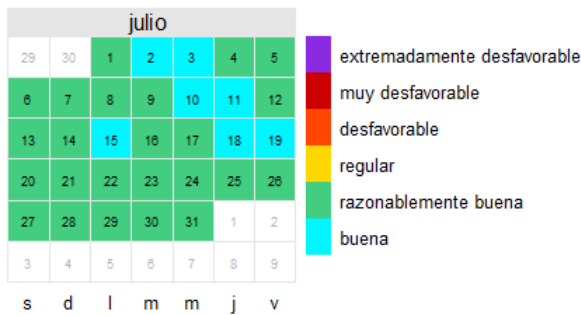 julio
29 30 1 2 3 4 5
6 7 8 9 10 11 12
13 14 15 16 17 18 19
20 21 22 23 24 25 26
27 28 29 30 31 1 2
3 4 5 6 7 8 9
s d l m m j v
extremadamente desfavorable
muy desfavorable
desfavorable
regular
razonablemente buena
buena